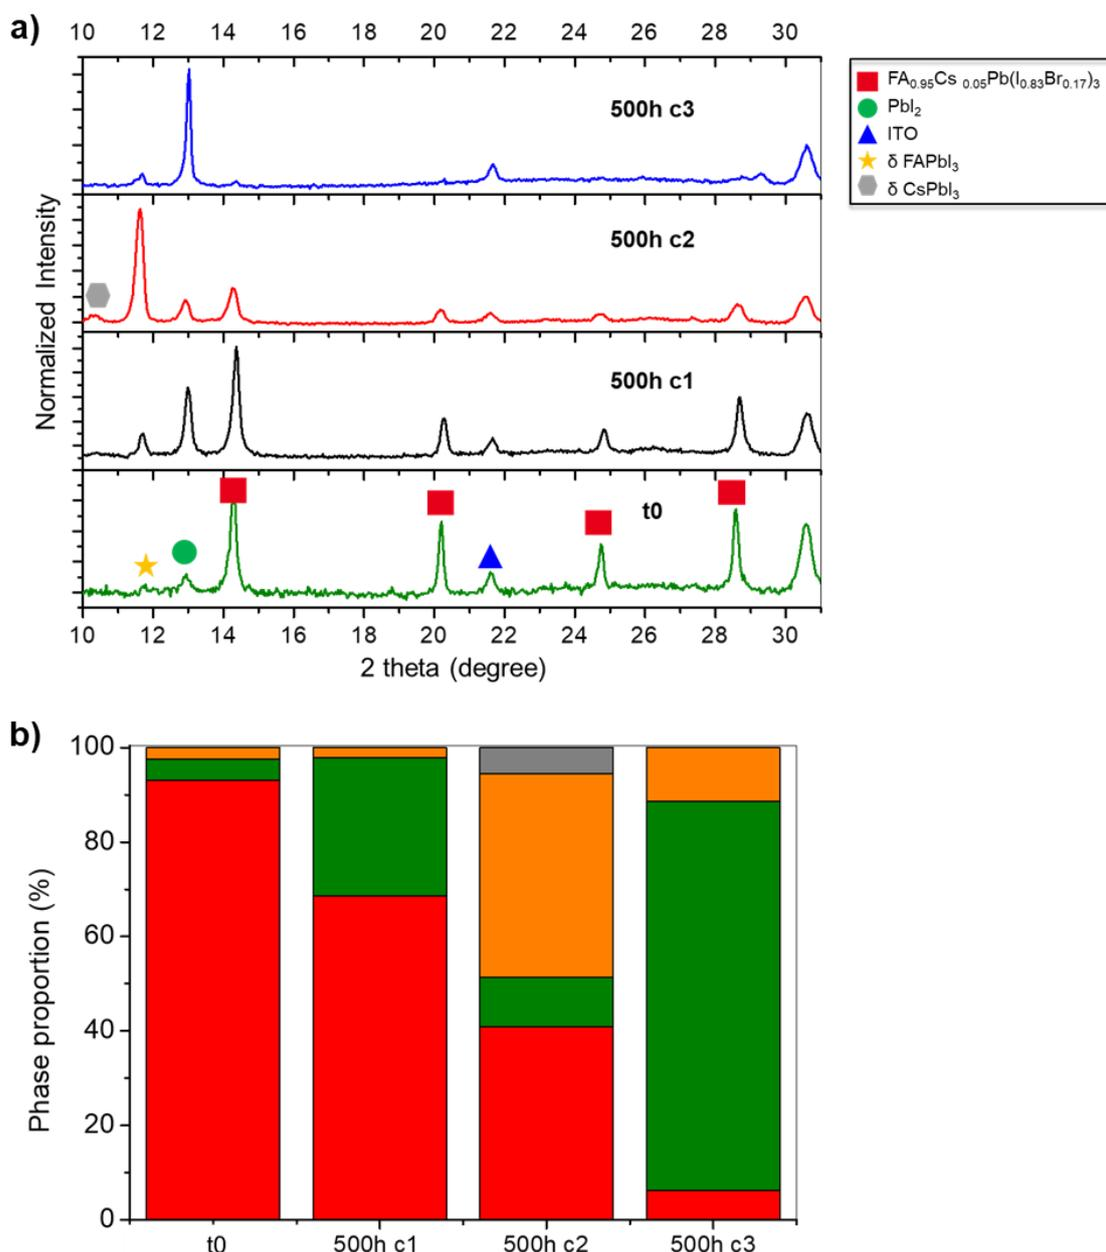 a)
10 12 14 16 18 20 22 24 26 28 30
500h c3
500h c2
500h c1
t0
Normalized Intensity
10 12 14 16 18 20 22 24 26 28 30
2 theta (degree)
FA0.95Cs 0.05Pb(I0.83Br0.17)3
PbI2
ITO
δ FAPbI3
δ CsPbI3
b)
100
80
60
40
20
0
Phase proportion (%)
t0 500h c1 500h c2 500h c3